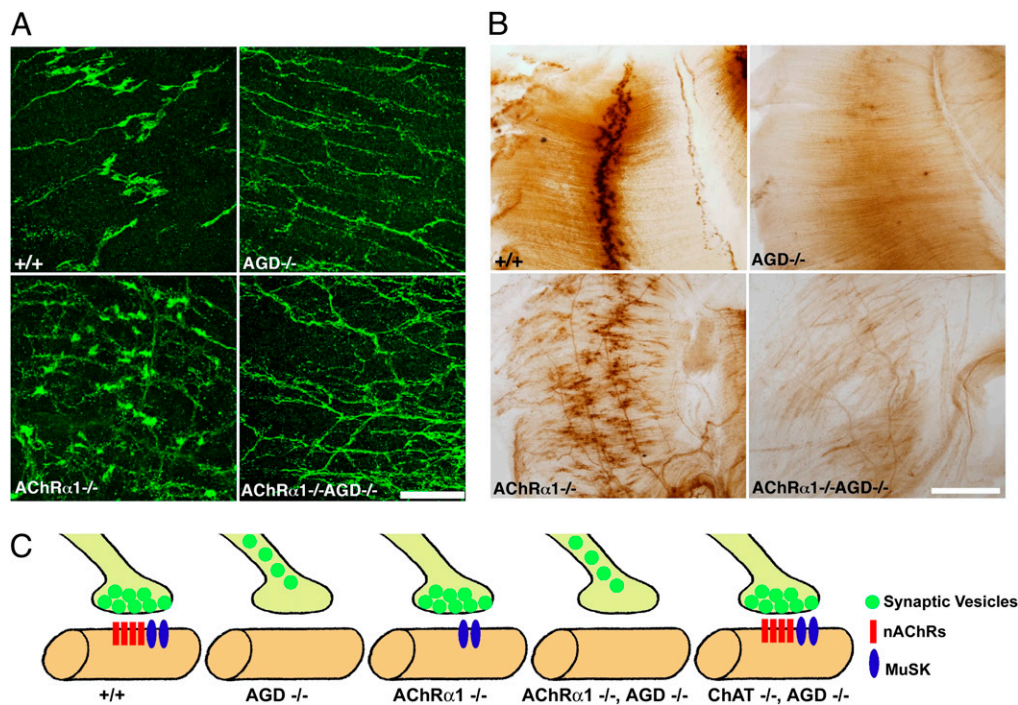 A
B
+/+
AGD-/-
+/+
AGD-/-
AChRα1-/-
AChRα1-/-AGD-/-
AChRα1-/-
AChRα1-/-AGD-/-
C
Synaptic Vesicles
nAChRs
MuSK
+/+
AGD -/-
AChRα1 -/-
AChRα1 -/-, AGD -/-
ChAT -/-, AGD -/-